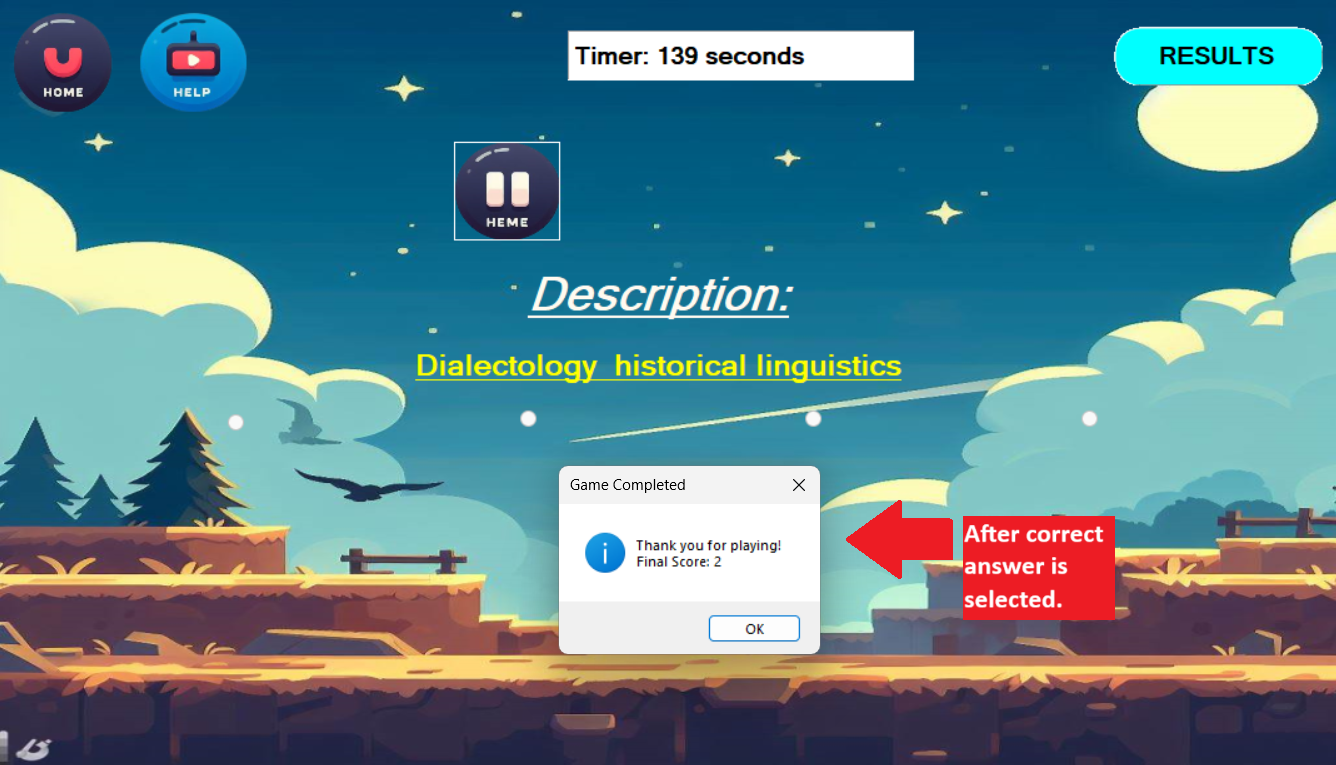 HOME
HELP
Timer: 139 seconds
RESULTS
HEME
Description:
Dialectology  historical linguistics
Game Completed
Thank you for playing!
Final Score: 2
OK
After correct
answer is
selected.